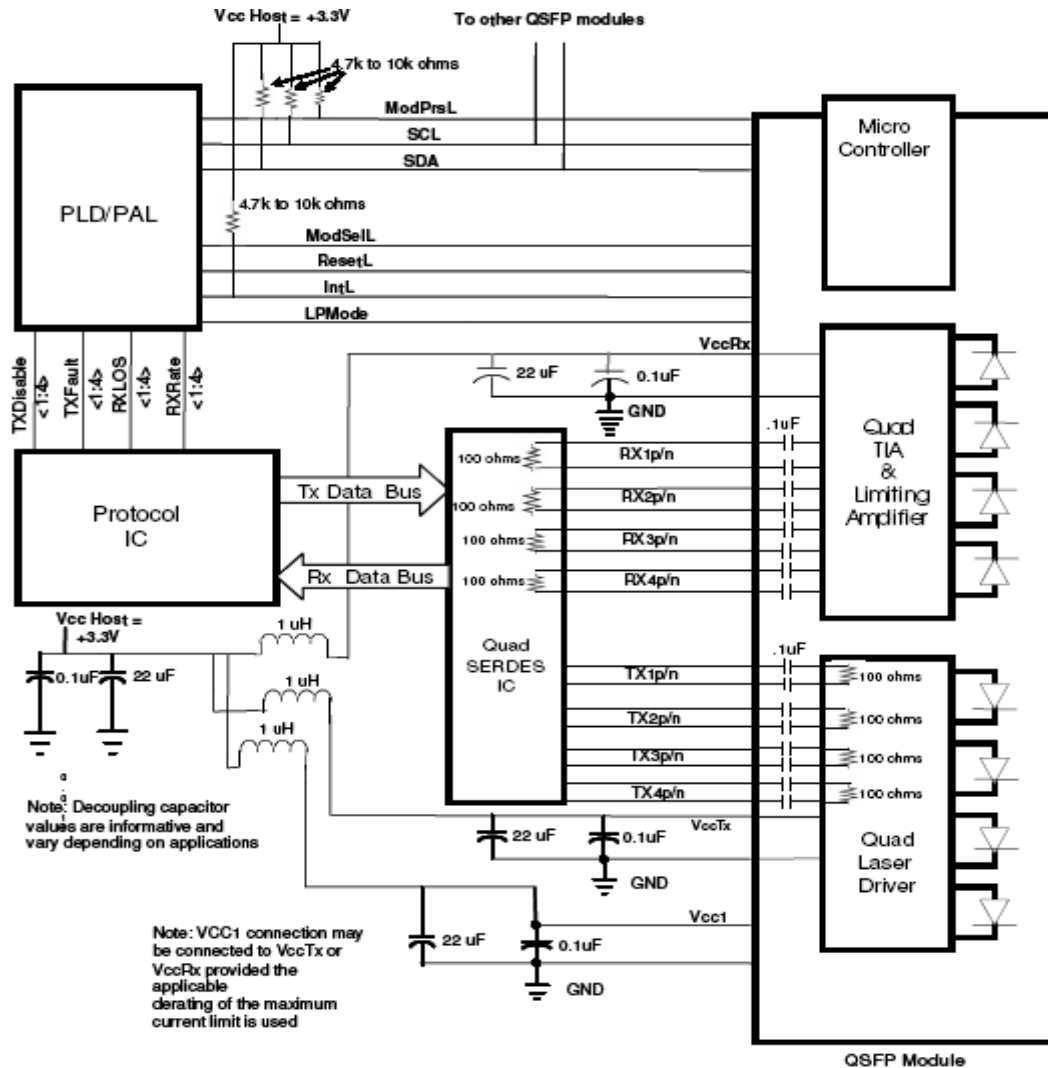 Vcc Host = +3.3V
To other QSFP modules
4.7k to 10k ohms
ModPrsL
SCL
SDA
Micro
Controller
PLD/PAL
4.7k to 10k ohms
ModSelL
ResetL
IntL
LPMode
TXDisable
<1:4>
TXFault
<1:4>
RXLOS
<1:4>
RXRate
<1:4>
VccRx
22 uF
0.1uF
GND
Protocol
IC
Tx Data Bus
Rx Data Bus
100 ohms
100 ohms
100 ohms
100 ohms
Quad
SERDES
IC
RX1p/n
RX2p/n
RX3p/n
RX4p/n
.1uF
Quad
TIA
&
Limiting
Amplifier
Vcc Host =
+3.3V
0.1uF
22 uF
1 uH
1 uH
1 uH
TX1p/n
TX2p/n
TX3p/n
TX4p/n
.1uF
100 ohms
100 ohms
100 ohms
100 ohms
Quad
Laser
Driver
Note: Decoupling capacitor
values are informative and
vary depending on applications
VccTx
22 uF
0.1uF
GND
Note: VCC1 connection may
be connected to VccTx or
VccRx provided the
applicable
derating of the maximum
current limit is used
Vcc1
22 uF
0.1uF
GND
QSFP Module